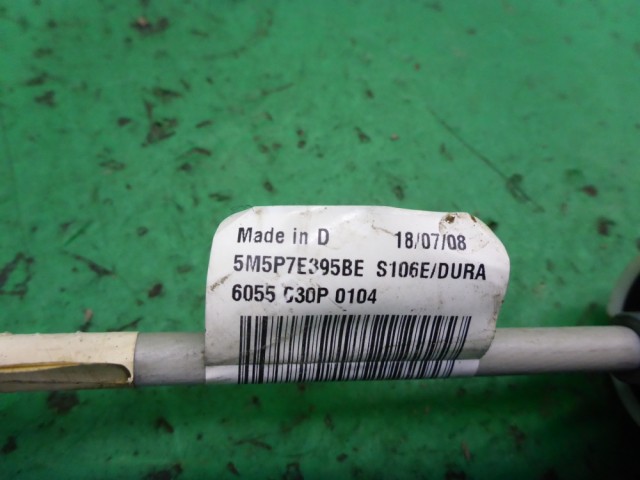 Made in D 18/07/08
5M5P7E395BE S106E/DURA
6055 C30P 0104